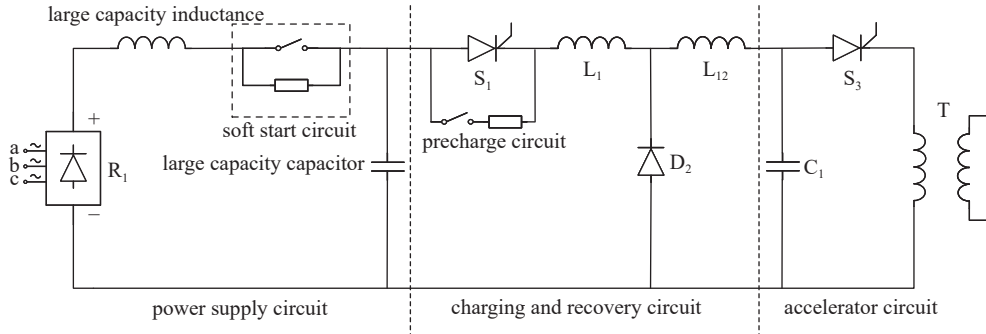 large capacity inductance
soft start circuit
+
a ~
b ~
c ~
R1
−
large capacity capacitor
S1
precharge circuit
L1
L12
D2
C1
S3
T
power supply circuit
charging and recovery circuit
accelerator circuit